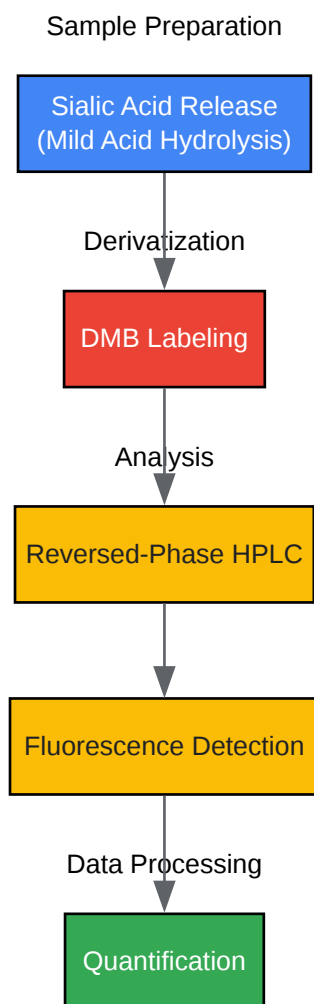 Sample Preparation
Sialic Acid Release
(Mild Acid Hydrolysis)
Derivatization
DMB Labeling
Analysis
Reversed-Phase HPLC
Fluorescence Detection
Data Processing
Quantification